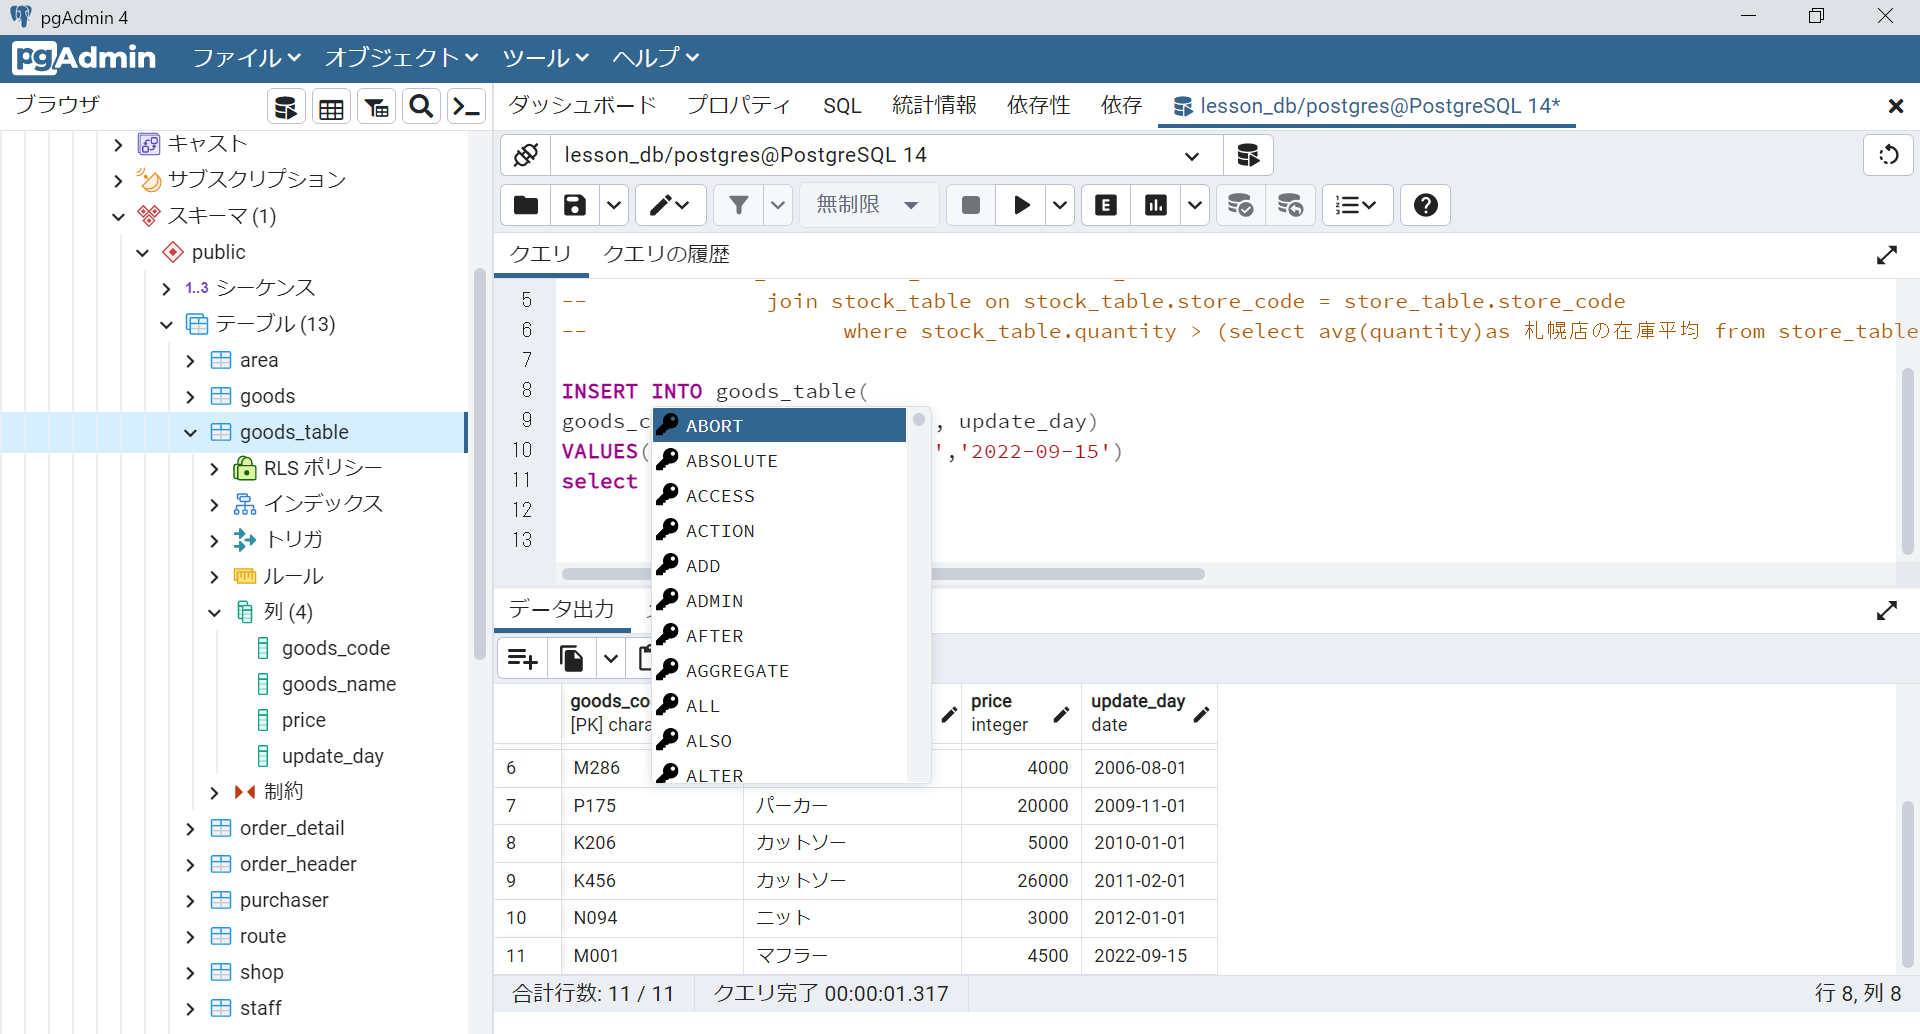 pgAdmin 4
pgAdmin ファイル オブジェクト ツール ヘルプ
ブラウザ
ダッシュボード プロパティ SQL 統計情報 依存性 依存 lesson_db/postgres@PostgreSQL 14*
キャスト
サブスクリプション
スキーマ (1)
public
1..3 シーケンス
テーブル (13)
area
goods
goods_table
RLS ポリシー
インデックス
トリガ
ルール
列 (4)
goods_code
goods_name
price
update_day
制約
order_detail
order_header
purchaser
route
shop
staff
lesson_db/postgres@PostgreSQL 14
無制限
E
クエリ クエリの履歴
5 -- join stock_table on stock_table.store_code = store_table.store_code
6 -- where stock_table.quantity > (select avg(quantity)as 札幌店の在庫平均 from store_table
7
8 INSERT INTO goods_table(
9 goods_c , update_day)
10 VALUES( ','2022-09-15')
11 select
12
13
ABORT
ABSOLUTE
ACCESS
ACTION
ADD
ADMIN
AFTER
AGGREGATE
ALL
ALSO
ALTER
データ出力
goods_co price update_day
[PK] chara integer date
6 M286 4000 2006-08-01
7 P175 パーカー 20000 2009-11-01
8 K206 カットソー 5000 2010-01-01
9 K456 カットソー 26000 2011-02-01
10 N094 ニット 3000 2012-01-01
11 M001 マフラー 4500 2022-09-15
合計行数: 11 / 11 クエリ完了 00:00:01.317 行 8, 列 8